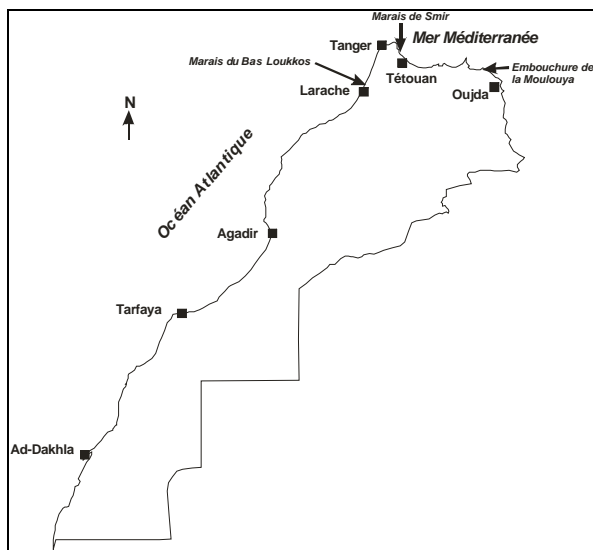 Marais de Smir
Mer Méditerranée
Tanger
Marais du Bas Loukkos
Tétouan
Embouchure de
la Moulouya
Larache
Oujda
N
Océan Atlantique
Agadir
Tarfaya
Ad-Dakhla